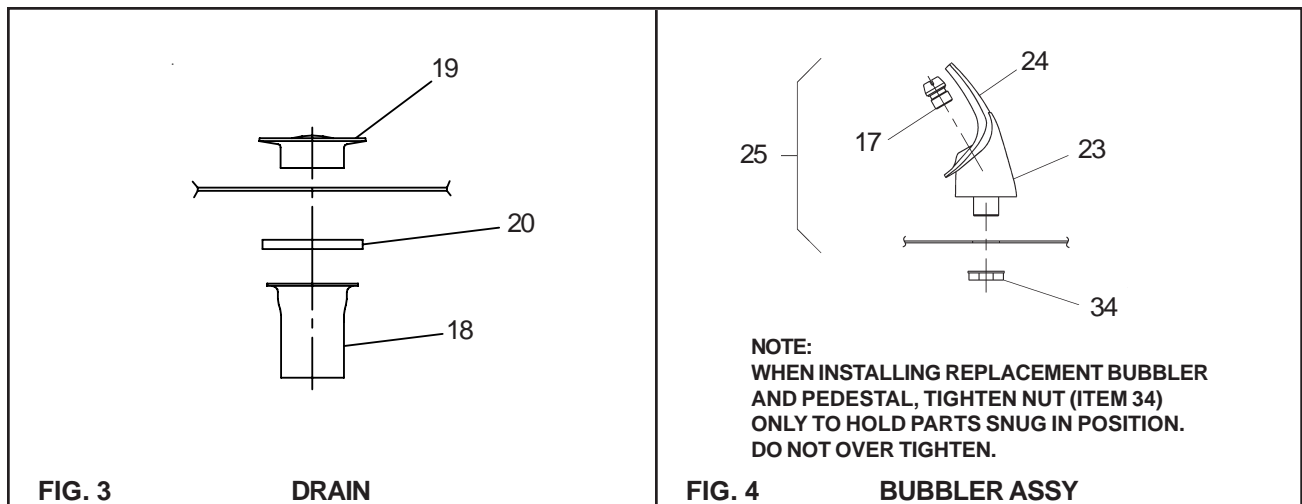 19
20
18
FIG. 3 DRAIN
24
17
25
23
34
NOTE:
WHEN INSTALLING REPLACEMENT BUBBLER
AND PEDESTAL, TIGHTEN NUT (ITEM 34)
ONLY TO HOLD PARTS SNUG IN POSITION.
DO NOT OVER TIGHTEN.
FIG. 4 BUBBLER ASSY